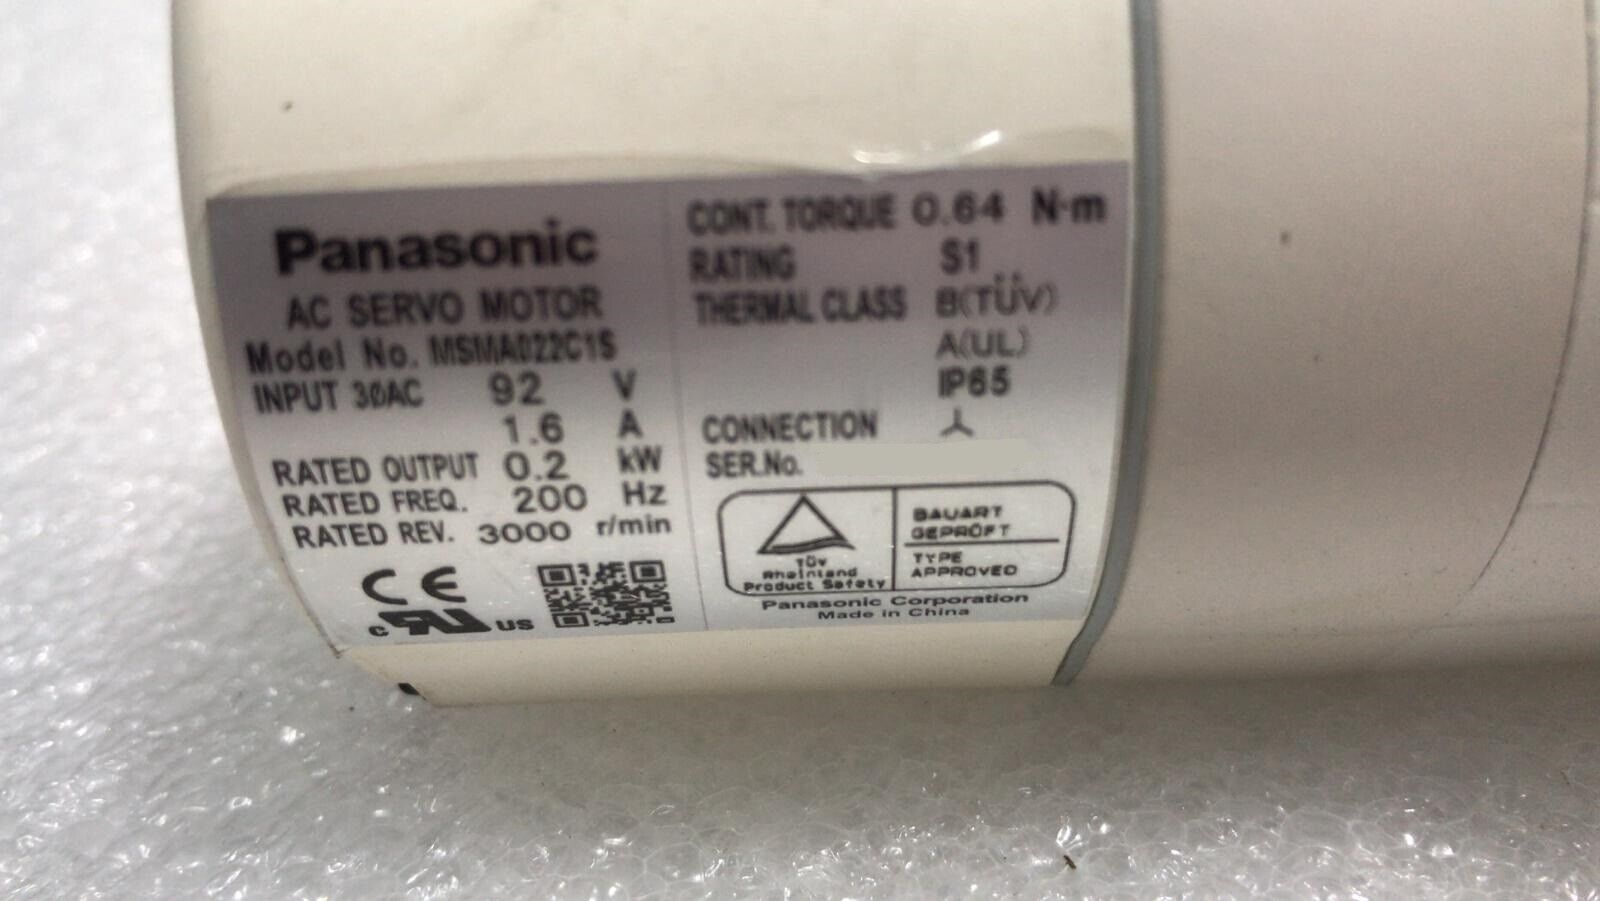 Panasonic
AC SERVO MOTOR
Model No. MSMA022C1S
INPUT 3ØAC 92 V
1.6 A
RATED OUTPUT 0.2 kW
RATED FREQ. 200 Hz
RATED REV. 3000 r/min
CE
c UL US
CONT. TORQUE 0.64 N·m
RATING S1
THERMAL CLASS B(TÜV)
A(UL)
IP65
CONNECTION
SER.No.
TÜV
Rheinland
Product Safety
BAUART
GEPRÜFT
TYPE
APPROVED
Panasonic Corporation
Made in China